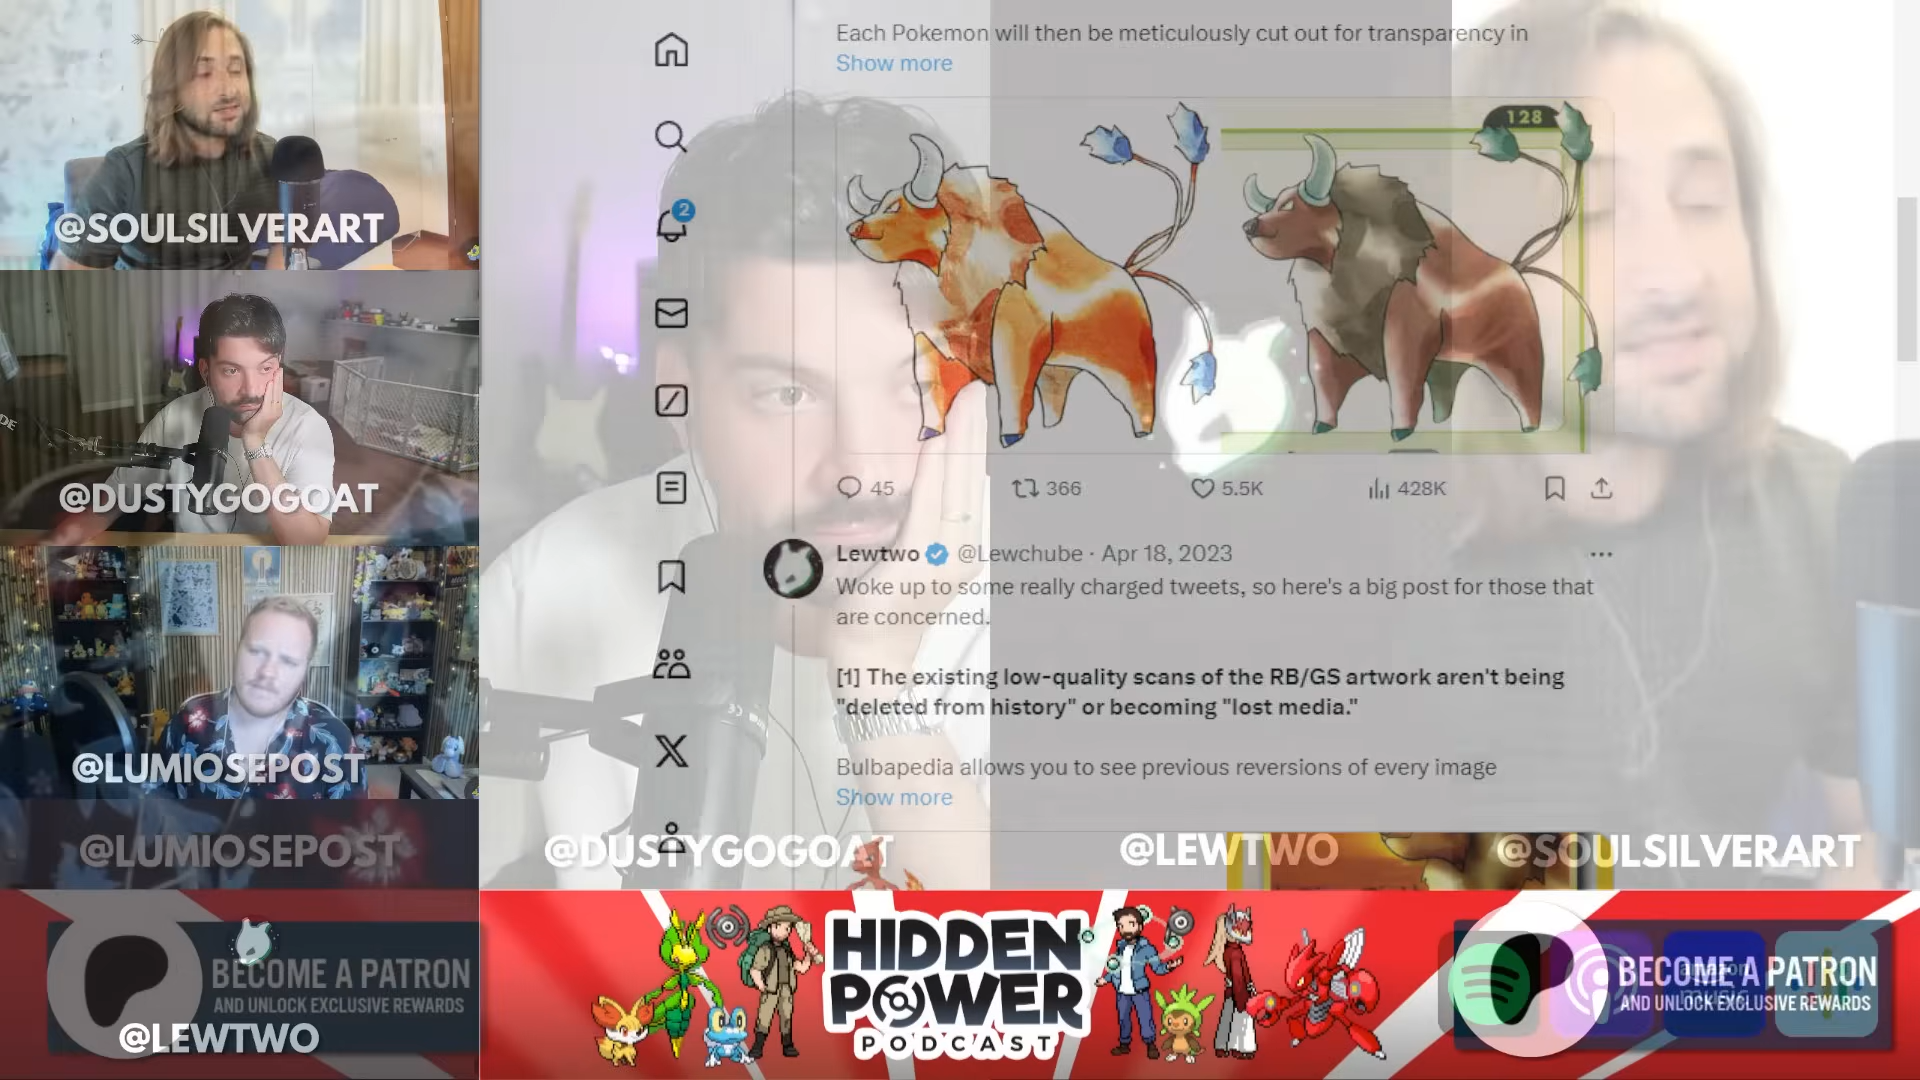 @SOULSILVERART
@DUSTYGOGOAT
@LUMIOSEPOST
@LUMIOSEPOST
BECOME A PATRON
AND UNLOCK EXCLUSIVE REWARDS
@LEWTWO
Each Pokemon will then be meticulously cut out for transparency in
Show more
128
2
45
366
5.5K
428K
Lewtwo @Lewchube · Apr 18, 2023
Woke up to some really charged tweets, so here's a big post for those that
are concerned.
[1] The existing low-quality scans of the RB/GS artwork aren't being
"deleted from history" or becoming "lost media."
Bulbapedia allows you to see previous reversions of every image
Show more
@DUSTYGOGOAT
@LEWTWO
@SOULSILVERART
HIDDEN
POWER
PODCAST
BECOME A PATRON
AND UNLOCK EXCLUSIVE REWARDS